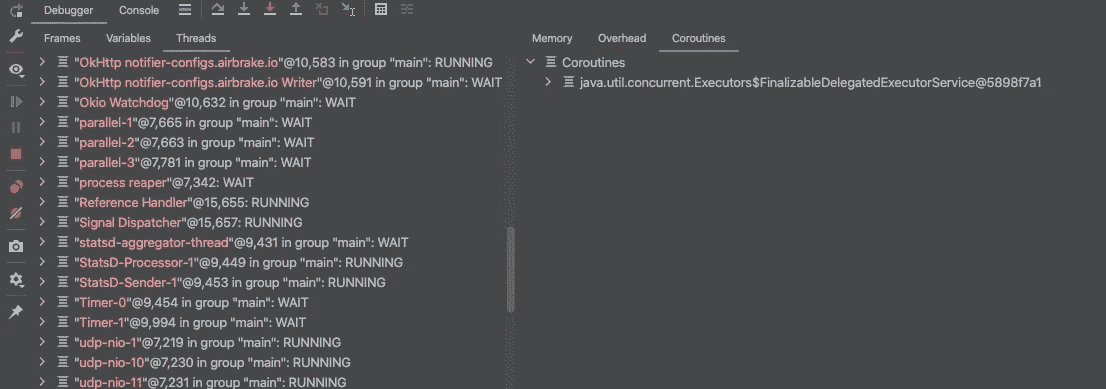 Debugger Console
Frames Variables Threads
"OkHttp notifier-configs.airbrake.io"@10,583 in group "main": RUNNING
"OkHttp notifier-configs.airbrake.io Writer"@10,591 in group "main": WAIT
"Okio Watchdog"@10,632 in group "main": WAIT
"parallel-1"@7,665 in group "main": WAIT
"parallel-2"@7,663 in group "main": WAIT
"parallel-3"@7,781 in group "main": WAIT
"process reaper"@7,342: WAIT
"Reference Handler"@15,655: RUNNING
"Signal Dispatcher"@15,657: RUNNING
"statsd-aggregator-thread"@9,431 in group "main": WAIT
"StatsD-Processor-1"@9,449 in group "main": RUNNING
"StatsD-Sender-1"@9,453 in group "main": RUNNING
"Timer-0"@9,454 in group "main": WAIT
"Timer-1"@9,994 in group "main": WAIT
"udp-nio-1"@7,219 in group "main": RUNNING
"udp-nio-10"@7,230 in group "main": RUNNING
"udp-nio-11"@7,231 in group "main": RUNNING
Memory Overhead Coroutines
Coroutines
java.util.concurrent.Executors$FinalizableDelegatedExecutorService@5898f7a1